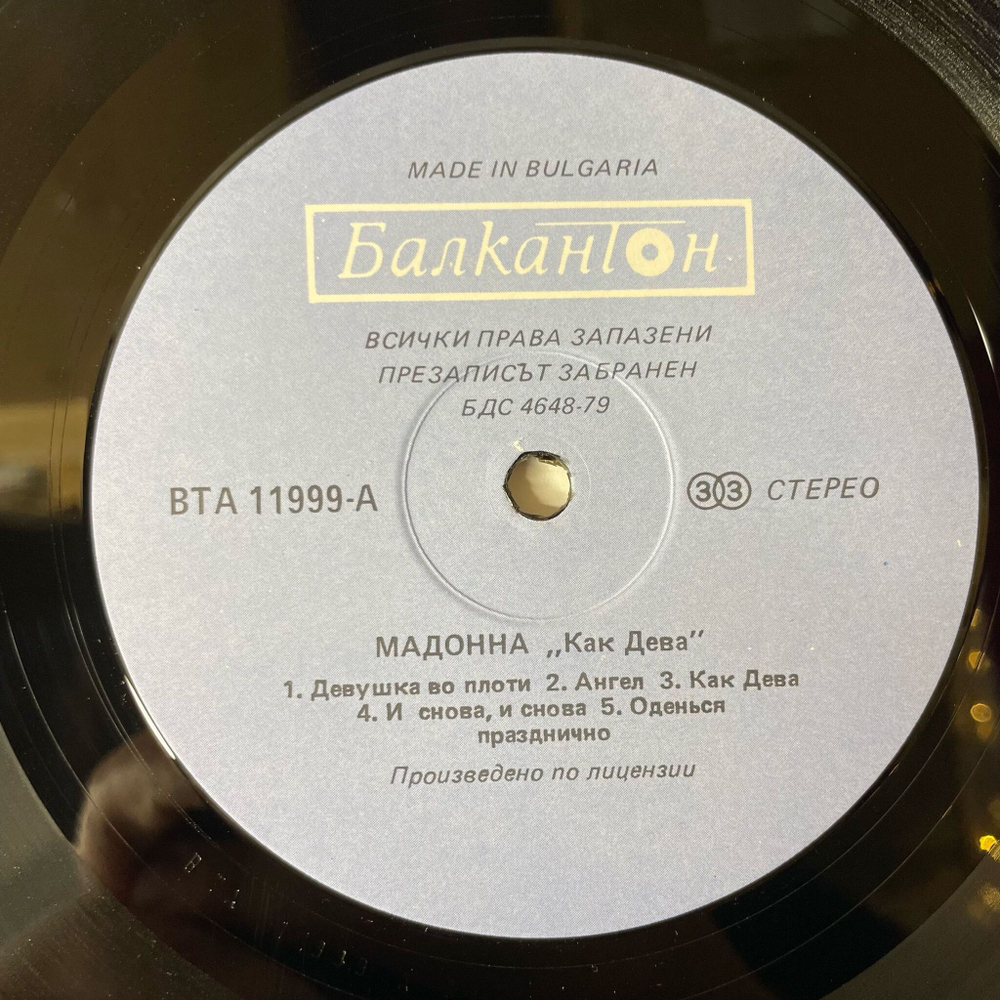 MADE IN BULGARIA
Балкантон
ВСИЧКИ ПРАВА ЗАПАЗЕНИ
ПРЕЗАПИСЪТ ЗАБРАНЕН
БДС 4648-79
ВТА 11999-А
33 СТЕРЕО
МАДОННА „Как Дева”
1. Девушка во плоти 2. Ангел 3. Как Дева
4. И снова, и снова 5. Оденься
празднично
Произведено по лицензии